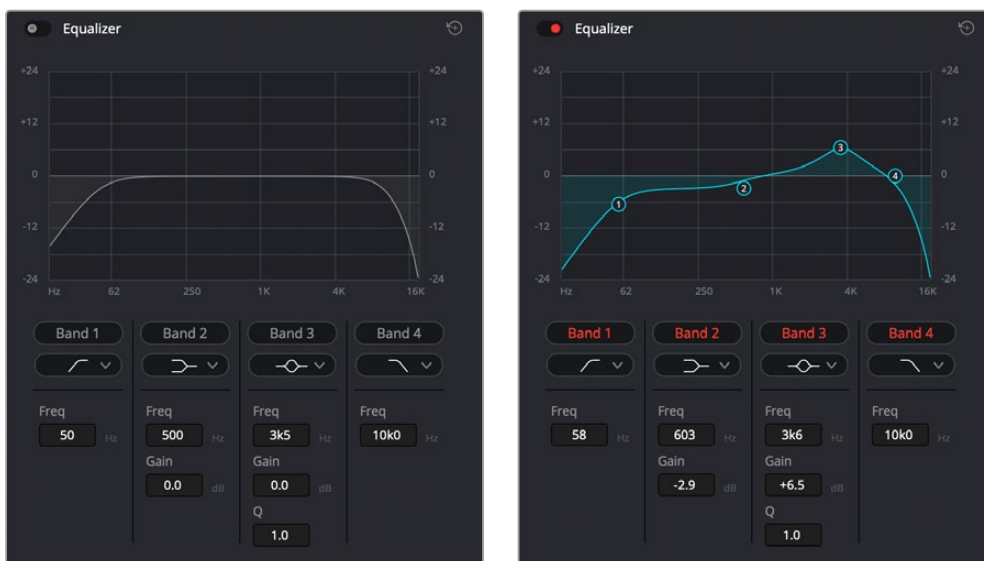 Equalizer
+24 +24
+12 +12
0 0
-12 -12
-24 -24
Hz 62 250 1K 4K 16K
Band 1 Band 2 Band 3 Band 4
Freq Freq Freq Freq
50 Hz 500 Hz 3k5 Hz 10k0 Hz
Gain Gain
0.0 dB 0.0 dB
Q
1.0
Equalizer
+24 +24
+12 +12
3
0 4 0
2
1
-12 -12
-24 -24
Hz 62 250 1K 4K 16K
Band 1 Band 2 Band 3 Band 4
Freq Freq Freq Freq
58 Hz 603 Hz 3k6 Hz 10k0 Hz
Gain Gain
-2.9 dB +6.5 dB
Q
1.0